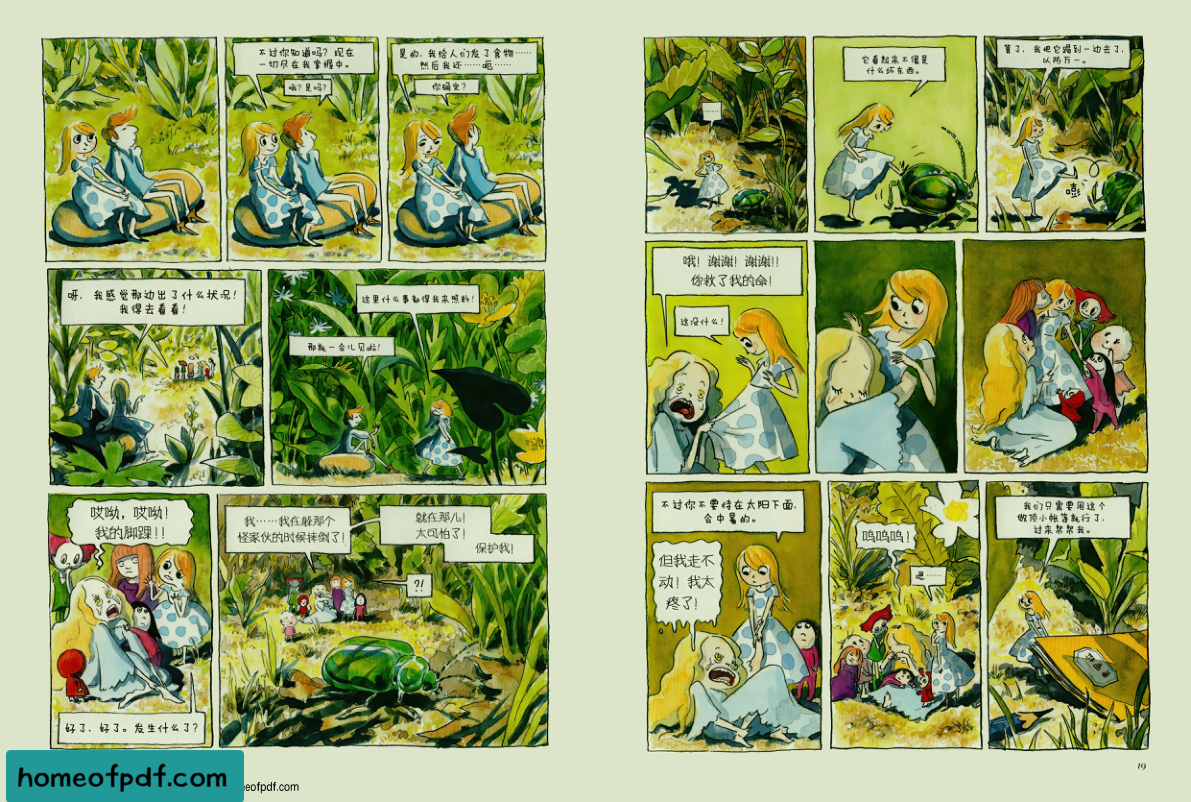 不过你知道吗？现在
一切尽在我掌握中。
哦？是吗？
是的，我给人们发了食物……
然后我还……呃……
你确定？
呀，我感觉那边出了什么状况！
我得去看看！
这里什么事都得我来照料！
那就一会儿见啦！
哎呦，哎呦！
我的脚踝！！
好了，好了。发生什么了？
我……我在躲那个
怪家伙的时候摔倒了！
就在那儿！
太可怕了！
保护我！
?!
……
它看起来不像是
什么坏东西。
算了，我把它踢到一边去了，
以防万一。
嘭
哦！谢谢！谢谢！！
你救了我的命！
这没什么！
不过你不要待在太阳下面，
会中暑的。
但我走不
动！我太
疼了！
呜呜呜！
呃……
我们只需要用这个
做顶小帐篷就行了，
过来帮帮我。
19
homeofpdf.com